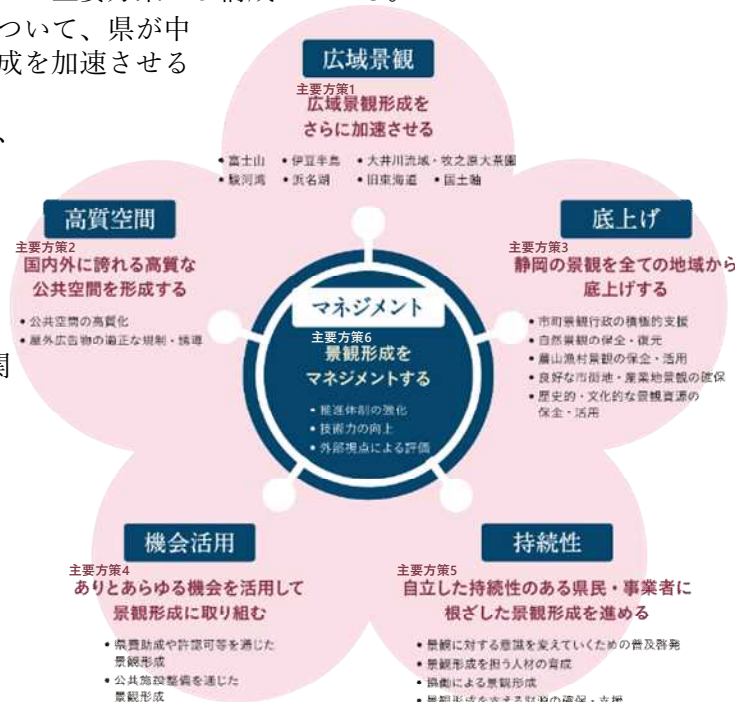 ついて、県が中
成を加速させる
、
関
広域景観
主要方策1
広域景観形成を
さらに加速させる
• 富士山 • 伊豆半島 • 大井川流域・牧之原大茶園
• 駿河湾 • 浜名湖 • 旧東海道 • 国土軸
高質空間
主要方策2
国内外に誇れる高質な
公共空間を形成する
• 公共空間の高質化
• 屋外広告物の適正な規制・誘導
底上げ
主要方策3
静岡の景観を全ての地域から
底上げする
• 市町景観行政の積極的支援
• 自然景観の保全・復元
• 農山漁村景観の保全・活用
• 良好な市街地・産業地景観の確保
• 歴史的・文化的な景観資源の
保全・活用
マネジメント
主要方策6
景観形成を
マネジメントする
• 推進体制の強化
• 技術力の向上
• 外部視点による評価
機会活用
主要方策4
ありとあらゆる機会を活用して
景観形成に取り組む
• 県費助成や許認可等を通じた
景観形成
• 公共施設整備を通じた
景観形成
持続性
主要方策5
自立した持続性のある県民・事業者に
根ざした景観形成を進める
• 景観に対する意識を変えていくための普及啓発
• 景観形成を担う人材の育成
• 協働による景観形成
• 景観形成を支える財源の確保・支援